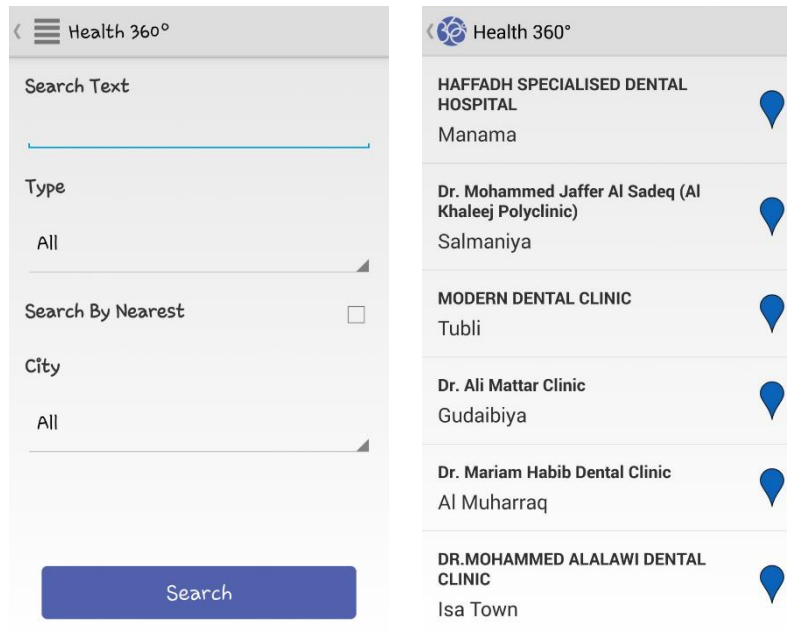 Health 360°
Search Text
Type
All
Search By Nearest
City
All
Search
Health 360°
HAFFADH SPECIALISED DENTAL
HOSPITAL
Manama
Dr. Mohammed Jaffer Al Sadeq (Al
Khaleej Polyclinic)
Salmaniya
MODERN DENTAL CLINIC
Tubli
Dr. Ali Mattar Clinic
Gudaibiya
Dr. Mariam Habib Dental Clinic
Al Muharraq
DR.MOHAMMED ALALAWI DENTAL
CLINIC
Isa Town